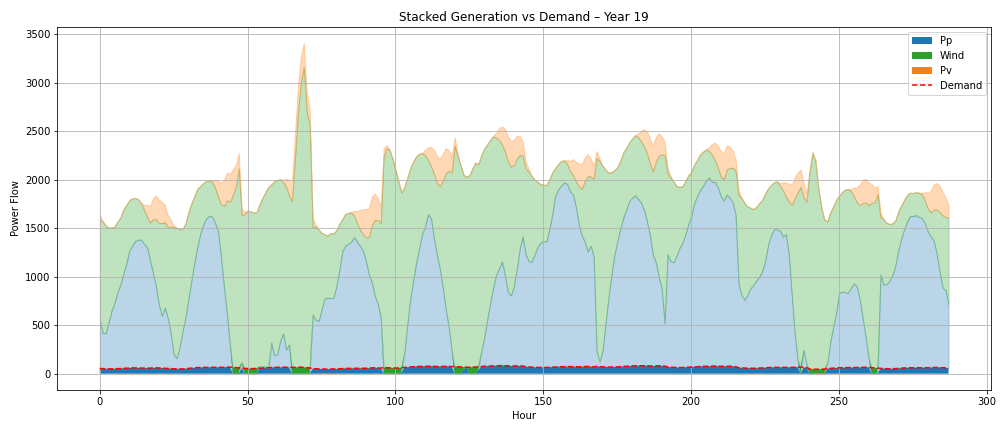 Stacked Generation vs Demand – Year 19
Power Flow
3500
3000
2500
2000
1500
1000
500
0
Pp
Wind
Pv
Demand
0 50 100 150 200 250 300
Hour